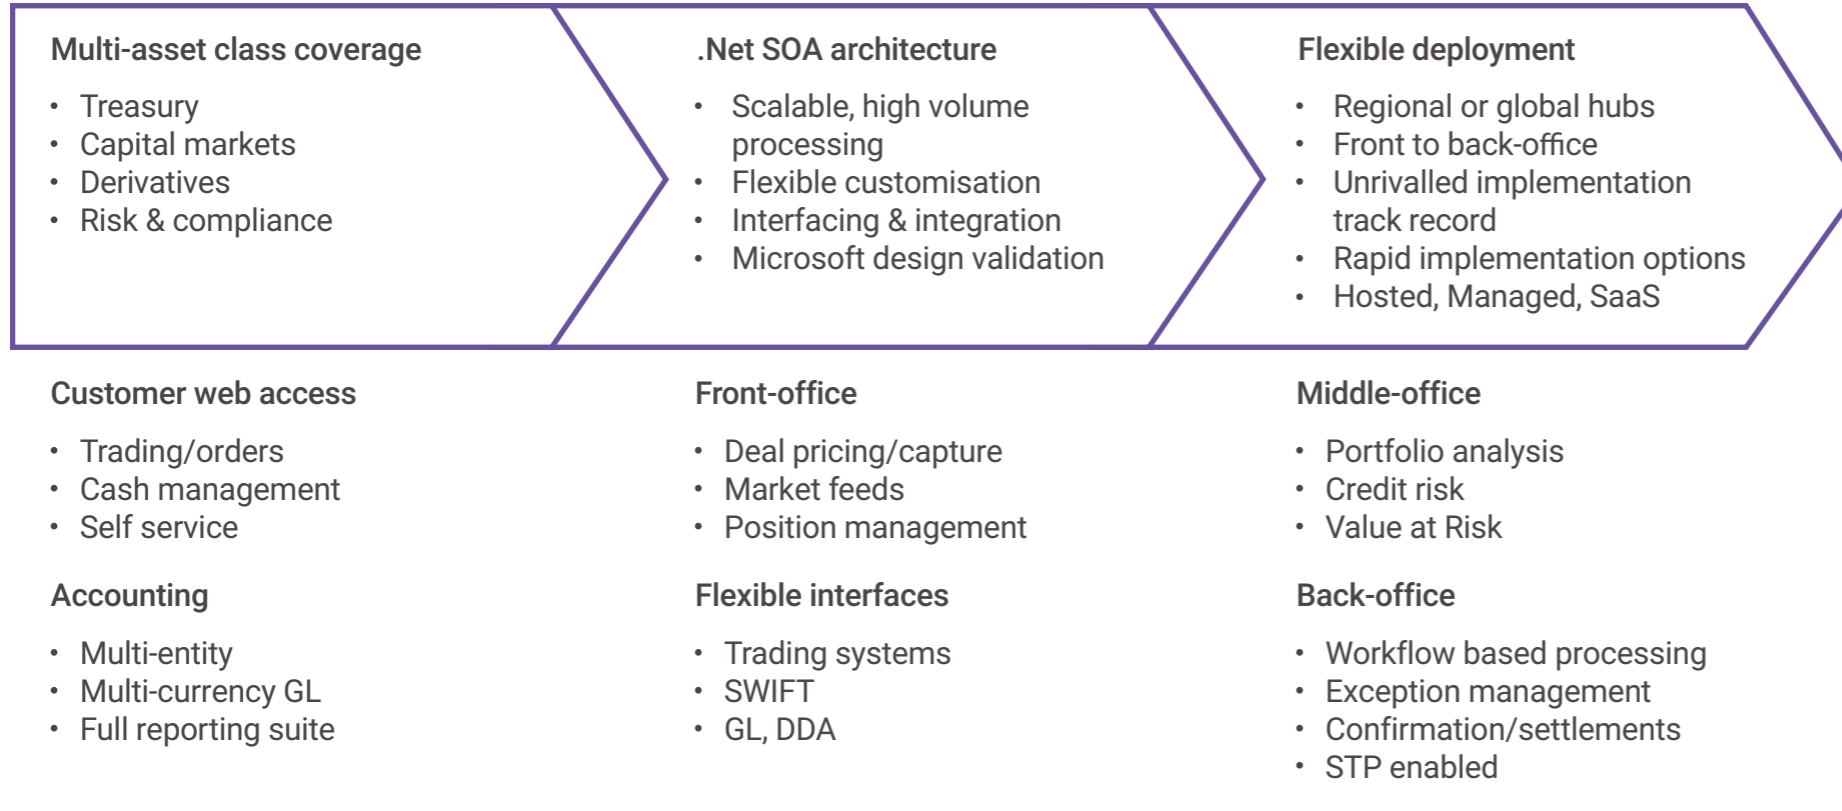 Multi-asset class coverage
• Treasury
• Capital markets
• Derivatives
• Risk & compliance
.Net SOA architecture
• Scalable, high volume
processing
• Flexible customisation
• Interfacing & integration
• Microsoft design validation
Flexible deployment
• Regional or global hubs
• Front to back-office
• Unrivalled implementation
track record
• Rapid implementation options
• Hosted, Managed, SaaS
Customer web access
• Trading/orders
• Cash management
• Self service
Front-office
• Deal pricing/capture
• Market feeds
• Position management
Middle-office
• Portfolio analysis
• Credit risk
• Value at Risk
Accounting
• Multi-entity
• Multi-currency GL
• Full reporting suite
Flexible interfaces
• Trading systems
• SWIFT
• GL, DDA
Back-office
• Workflow based processing
• Exception management
• Confirmation/settlements
• STP enabled